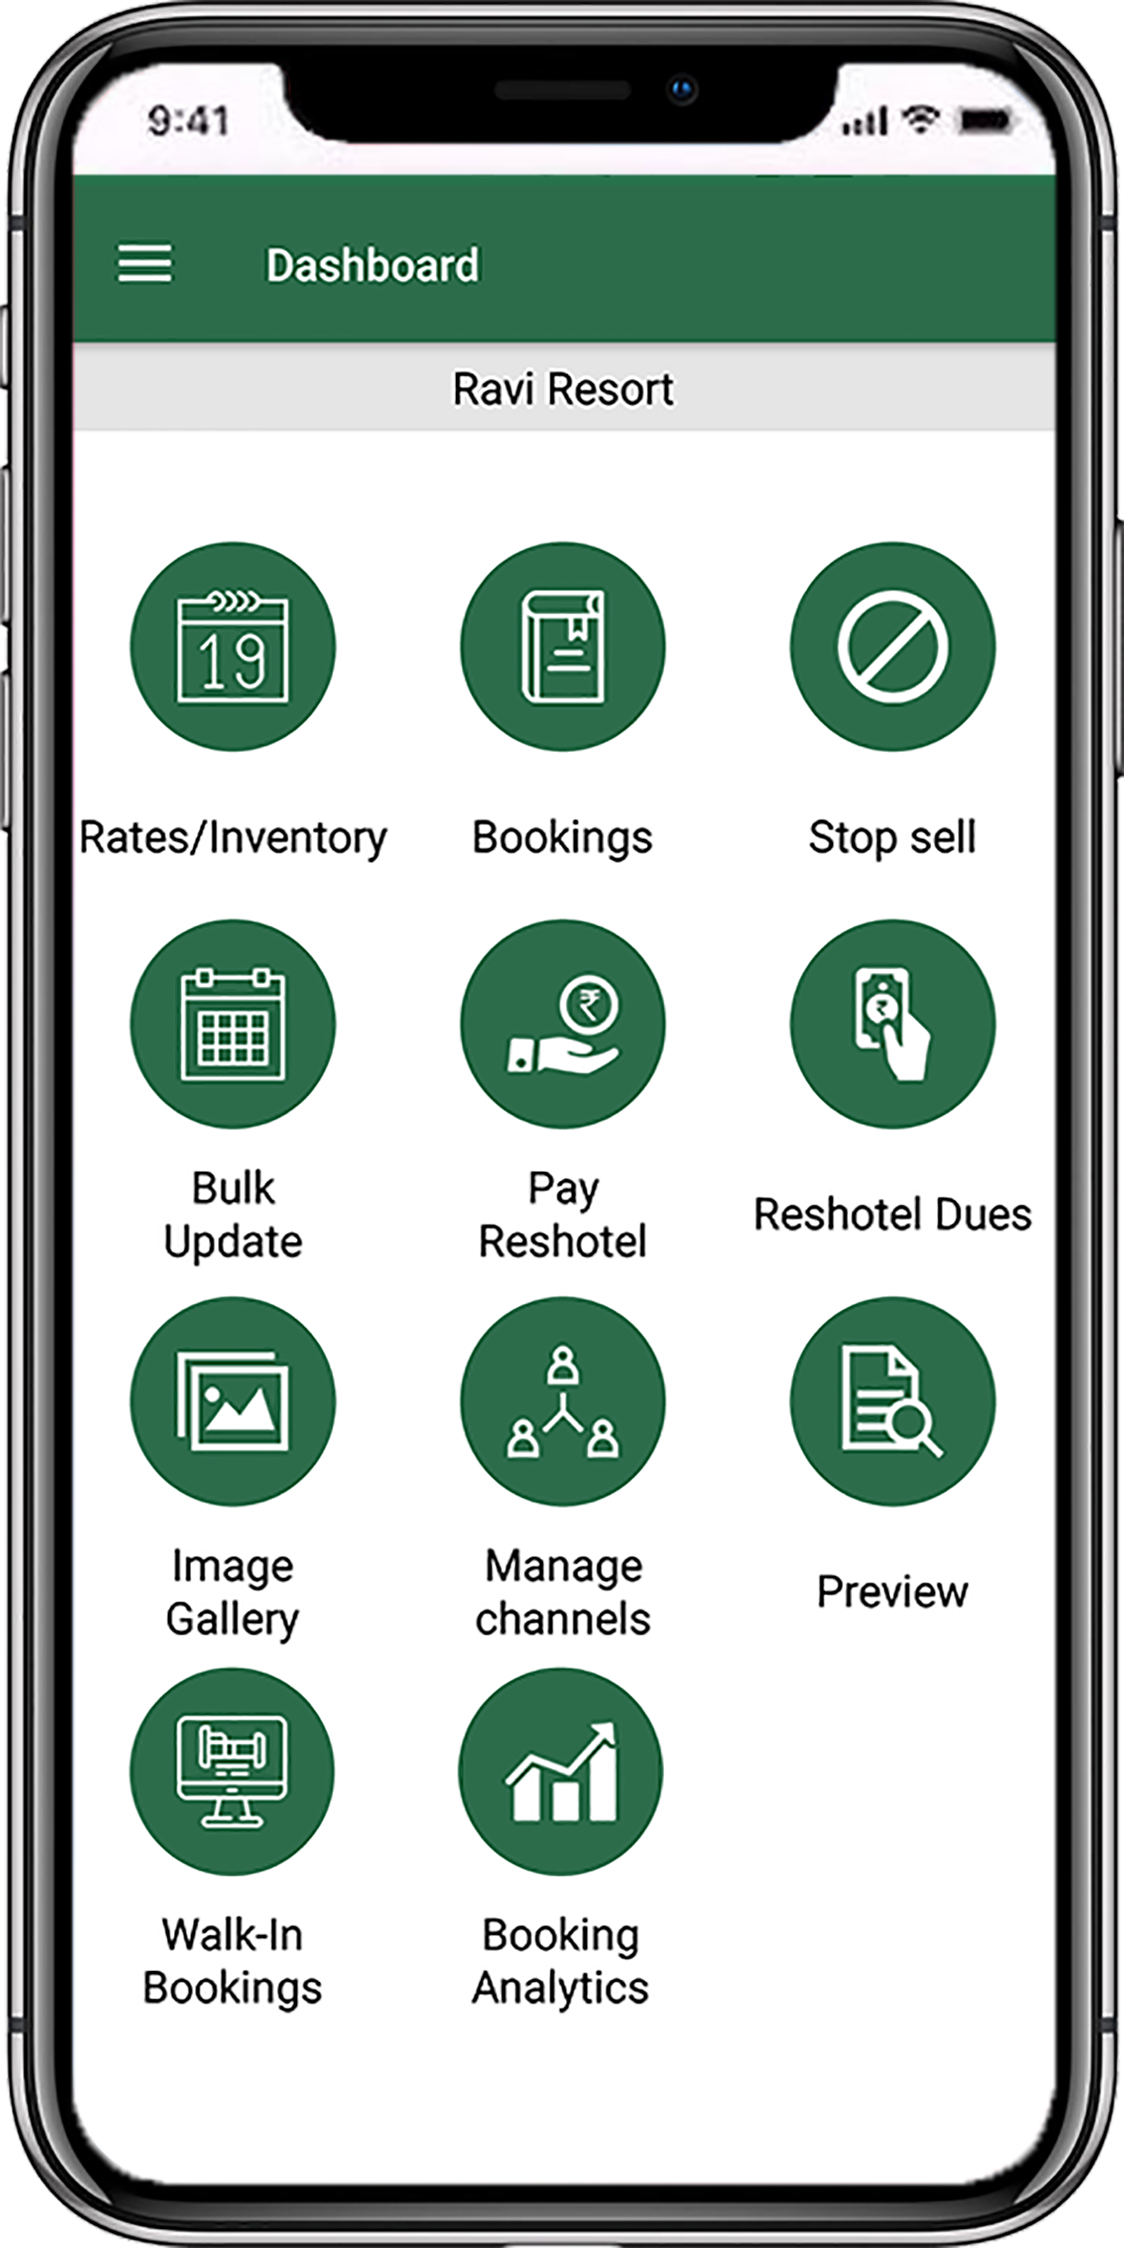 9:41
Dashboard
Ravi Resort
19
Rates/Inventory
Bookings
Stop sell
Bulk
Update
Pay
Reshotel
₹
₹
Reshotel Dues
Image
Gallery
Manage
channels
Preview
Walk-In
Bookings
Booking
Analytics